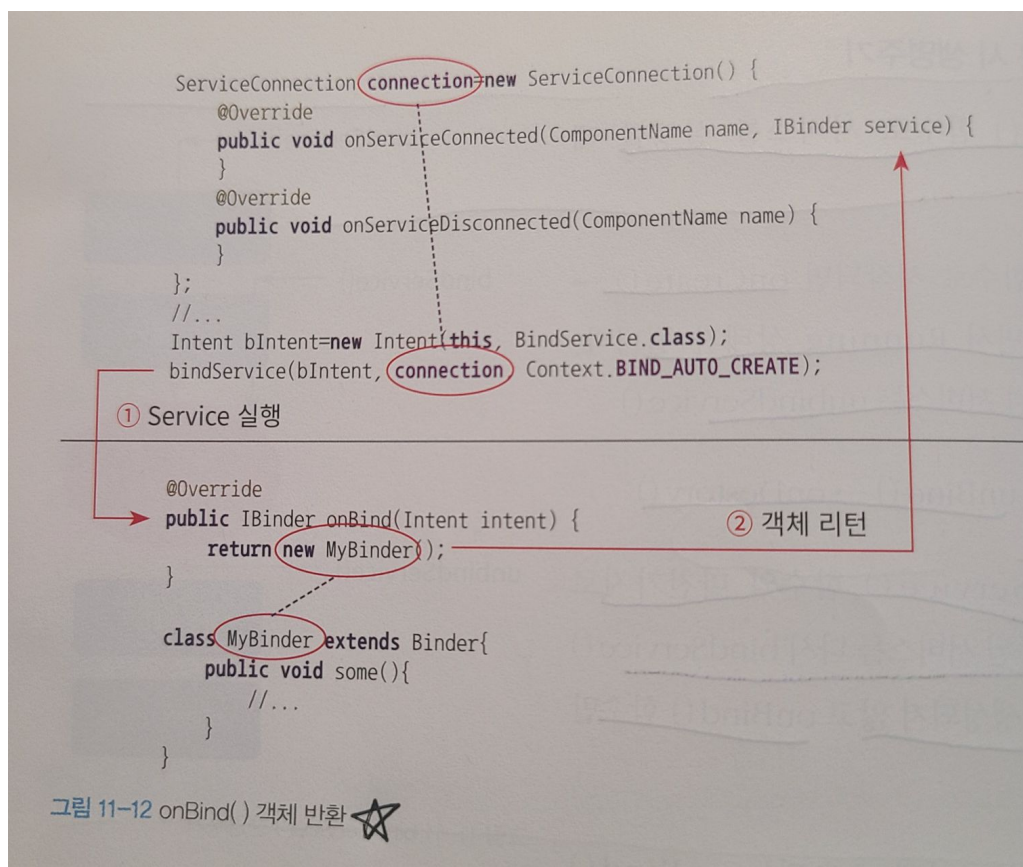 ServiceConnection connection=new ServiceConnection() {
@Override
public void onServiceConnected(ComponentName name, IBinder service) {
}
@Override
public void onServiceDisconnected(ComponentName name) {
}
};
//...
Intent bIntent=new Intent(this, BindService.class);
bindService(bIntent, connection, Context.BIND_AUTO_CREATE);
① Service 실행
@Override
public IBinder onBind(Intent intent) {
② 객체 리턴
return new MyBinder();
}
class MyBinder extends Binder{
public void some(){
//...
}
}
그림 11-12 onBind( ) 객체 반환